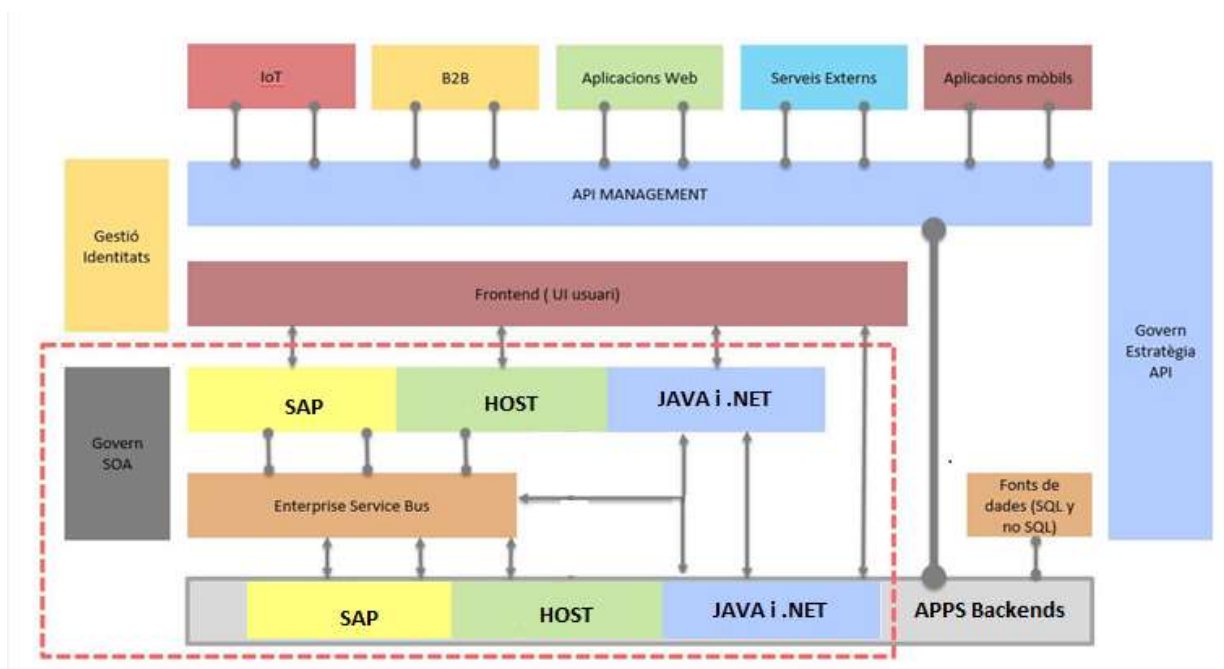 IoT
B2B
Aplicacions Web
Serveis Externs
Aplicacions mòbils
API MANAGEMENT
Gestió
Identitats
Frontend ( UI usuari)
Govern
Estratègia
API
SAP
HOST
JAVA i .NET
Govern
SOA
Enterprise Service Bus
Fonts de
dades (SQL y
no SQL)
SAP
HOST
JAVA i .NET
APPS Backends